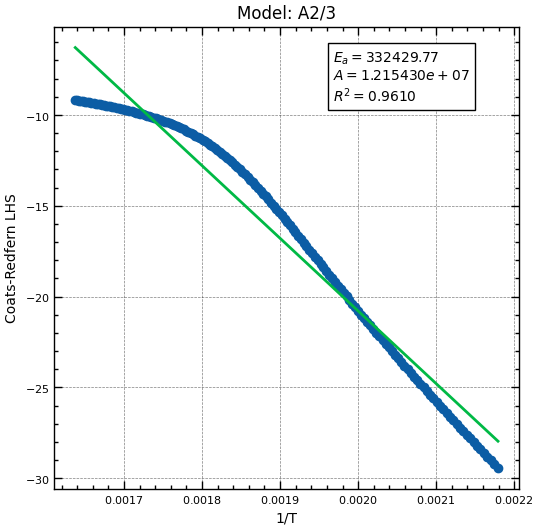 Model: A2/3
E_a = 332429.77
A = 1.215430e + 07
R² = 0.9610
Coats-Redfern LHS
−10
−15
−20
−25
−30
0.0017 0.0018 0.0019 0.0020 0.0021 0.0022
1/T